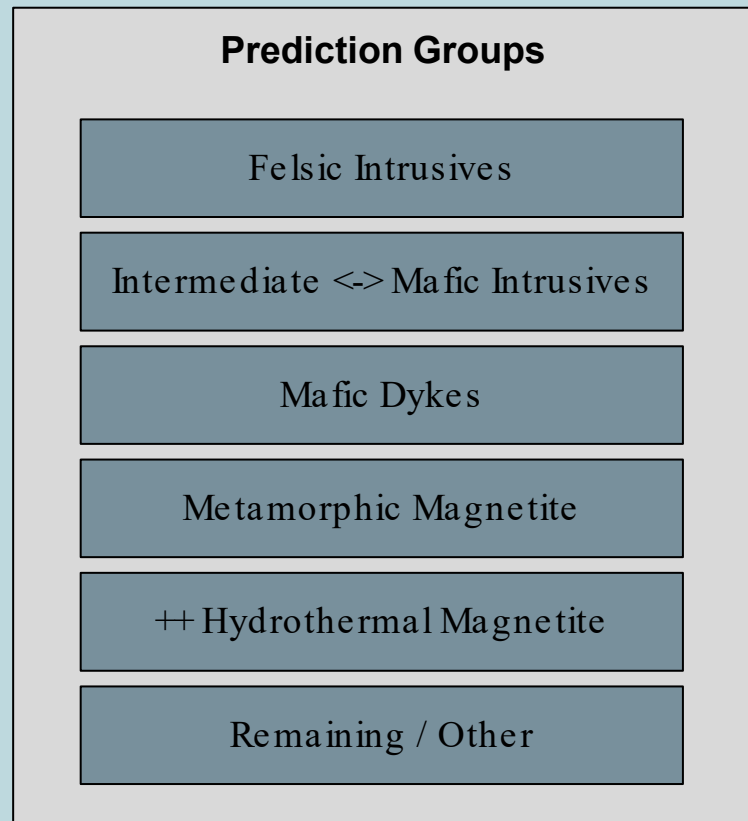 Prediction Groups
Felsic Intrusives
Intermediate <-> Mafic Intrusives
Mafic Dykes
Metamorphic Magnetite
++ Hydrothermal Magnetite
Remaining / Other